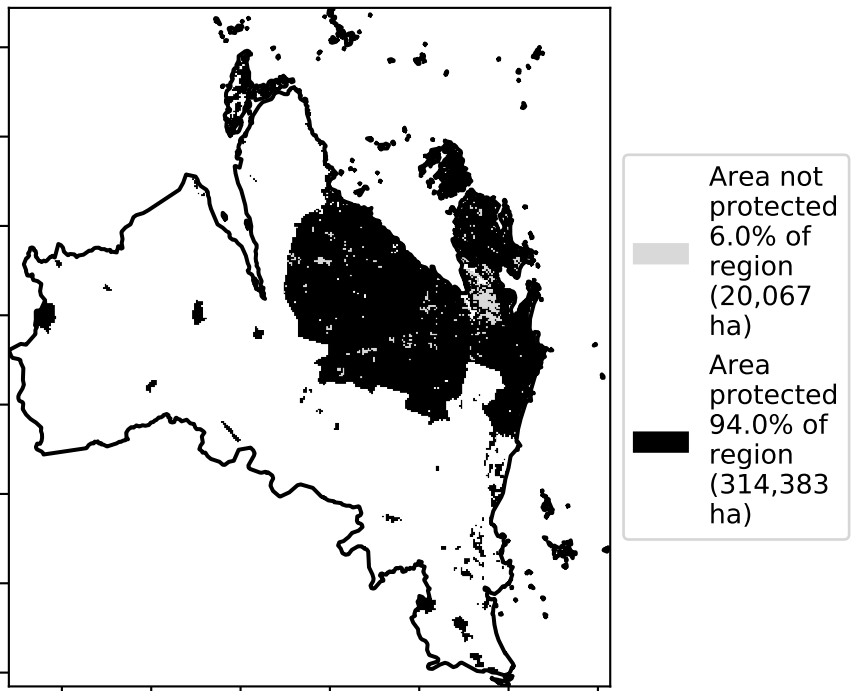 Area not
protected
6.0% of
region
(20,067
ha)
Area
protected
94.0% of
region
(314,383
ha)